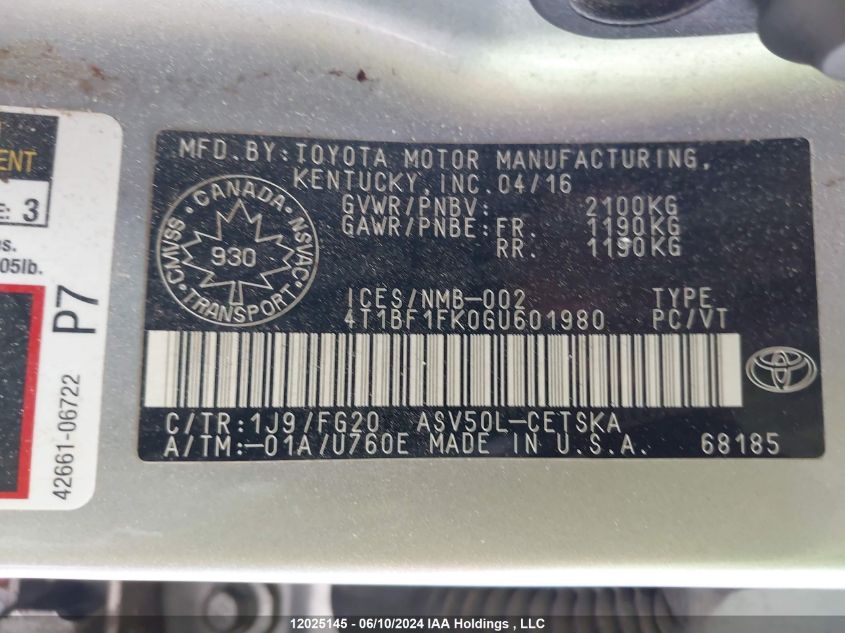 MENT
E: 3
05lb.
P7
42661-06722
MFD.BY:TOYOTA MOTOR MANUFACTURING,
KENTUCKY, INC.04/16
GVWR/PNBV: 2100KG
GAWR/PNBE:FR. 1190KG
RR. 1190KG
CANADA
CMVSS
NSVAC
930
TRANSPORT
ICES/NMB-002 TYPE
4T1BF1FK0GU601980 PC/VT
C/TR:1J9/FG20 ASV50L-CETSKA
A/TM:-01A/U760E MADE IN U.S.A. 68185
12025145 - 06/10/2024 IAA Holdings , LLC